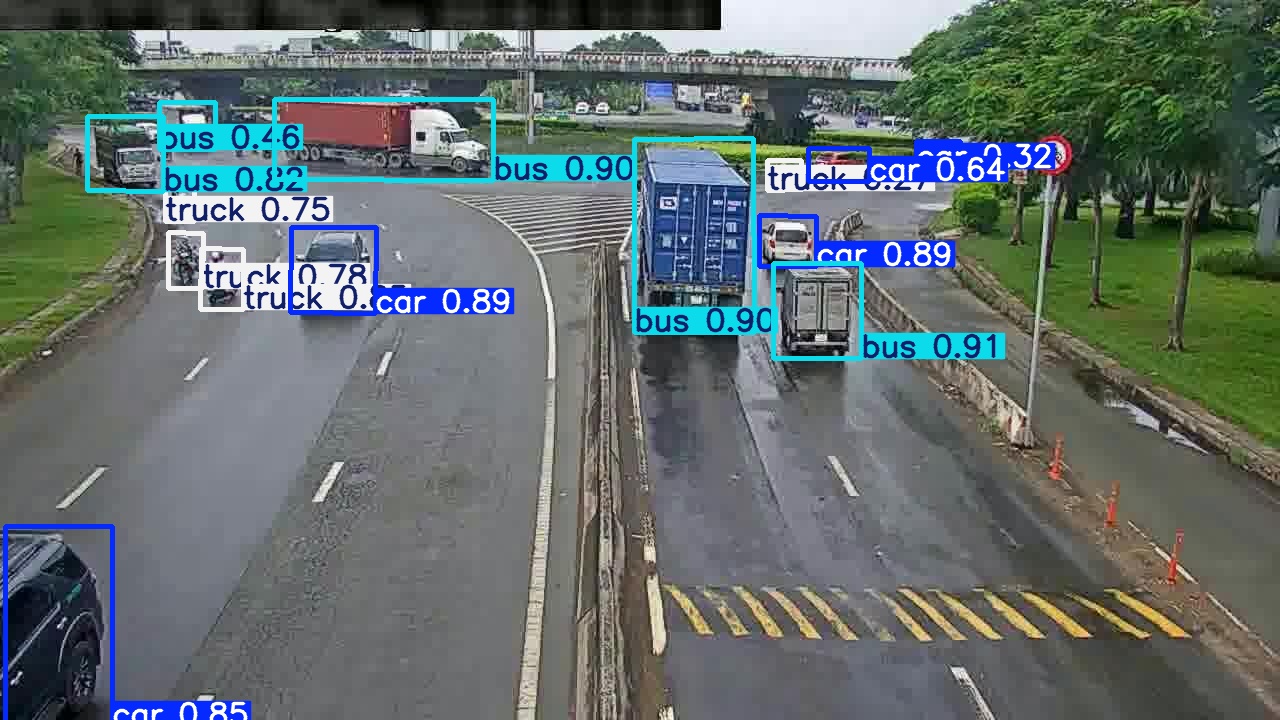 bus 0.46
bus 0.82
bus 0.90
car 0.32
car 0.64
truck 0.27
truck 0.75
car 0.89
truck 0.78
truck 0.
car 0.89
bus 0.90
bus 0.91
car 0.85